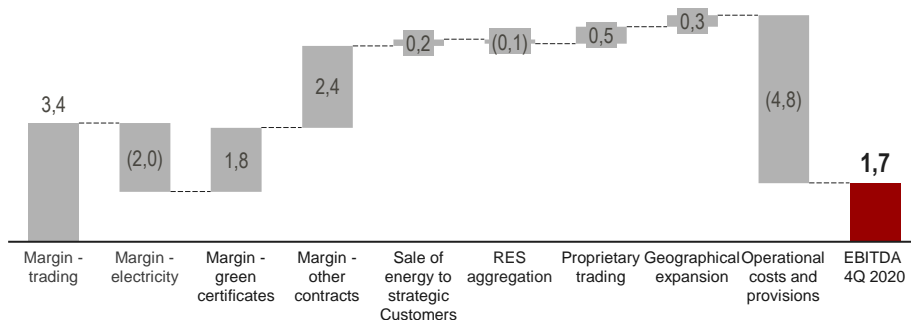 3,4
(2,0)
1,8
2,4
0,2
(0,1)
0,5
0,3
(4,8)
1,7
Margin -
trading
Margin -
electricity
Margin -
green
certificates
Margin -
other
contracts
Sale of
energy to
strategic
Customers
RES
aggregation
Proprietary
trading
Geographical
expansion
Operational
costs and
provisions
EBITDA
4Q 2020